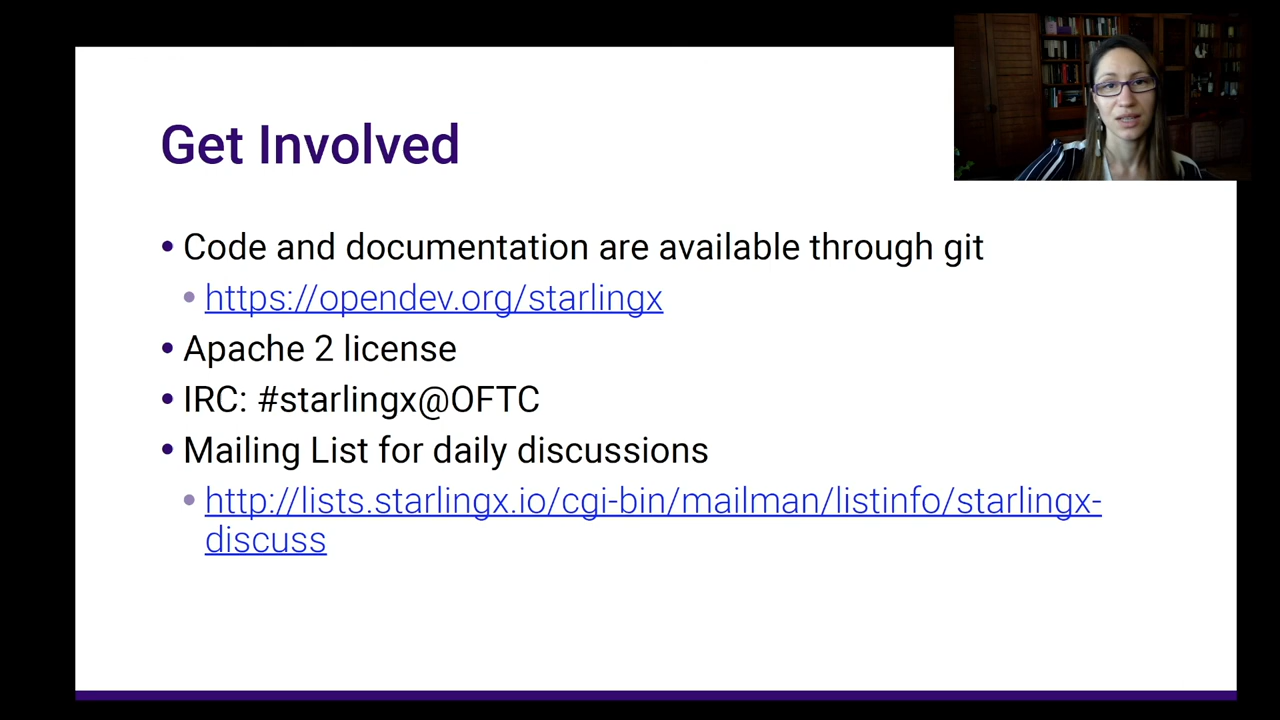 Get Involved
• Code and documentation are available through git
• https://opendev.org/starlingx
• Apache 2 license
• IRC: #starlingx@OFTC
• Mailing List for daily discussions
• http://lists.starlingx.io/cgi-bin/mailman/listinfo/starlingx-
discuss